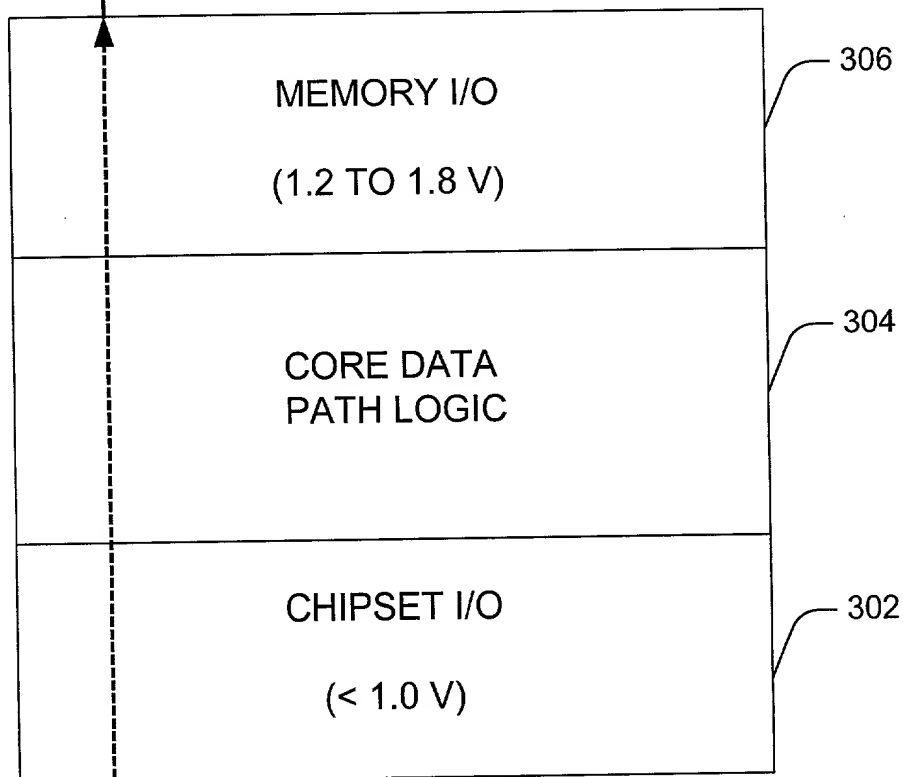 MEMORY I/O
(1.2 TO 1.8 V)
306
CORE DATA
PATH LOGIC
304
CHIPSET I/O
(< 1.0 V)
302